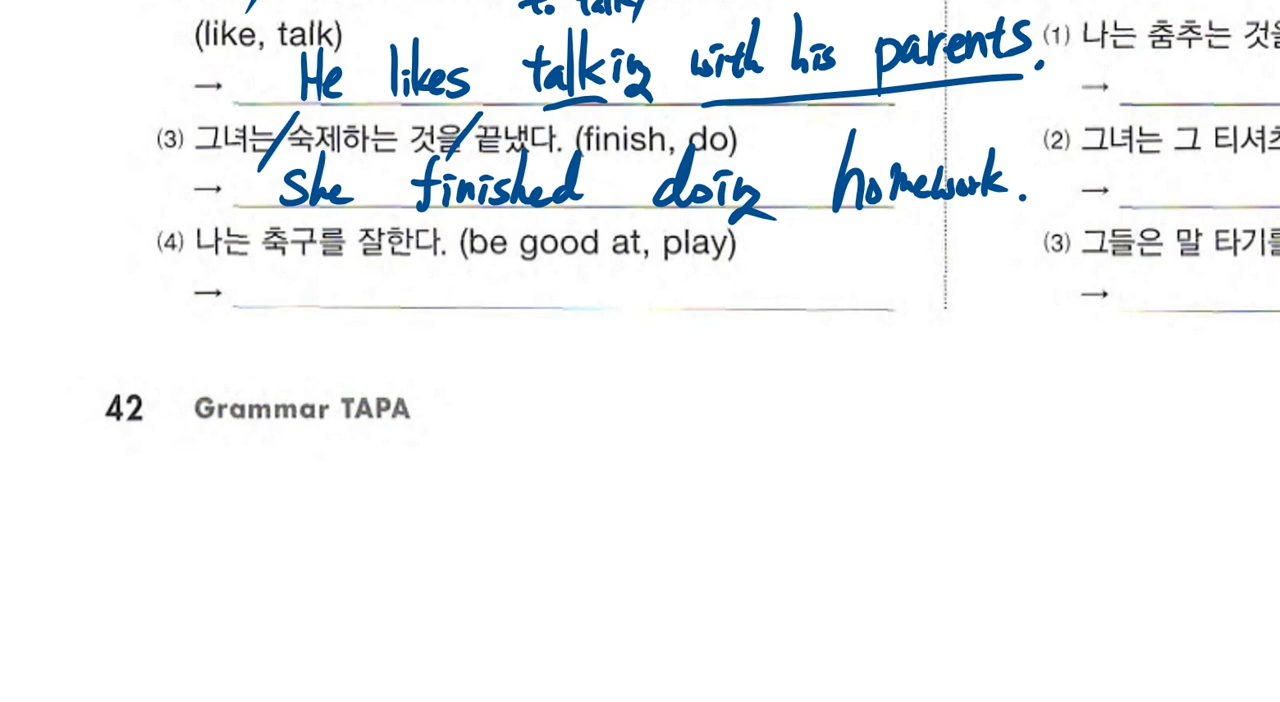 to talk
(like, talk)
→ He likes talking with his parents.
(3) 그녀는 숙제하는 것을 끝냈다. (finish, do)
→ She finished doing homework.
(4) 나는 축구를 잘한다. (be good at, play)
→
42 Grammar TAPA
(1) 나는 춤추는 것을
→
(2) 그녀는 그 티셔츠
→
(3) 그들은 말 타기를
→